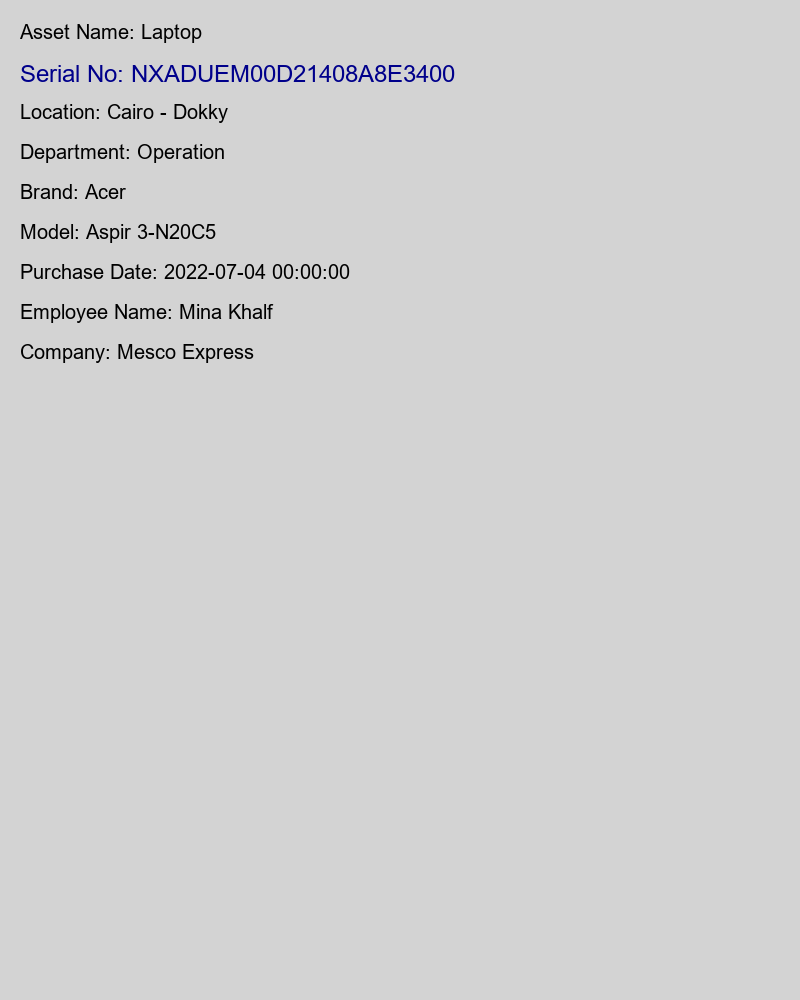 Asset Name: Laptop
Serial No: NXADUEM00D21408A8E3400
Location: Cairo - Dokky
Department: Operation
Brand: Acer
Model: Aspir 3-N20C5
Purchase Date: 2022-07-04 00:00:00
Employee Name: Mina Khalf
Company: Mesco Express